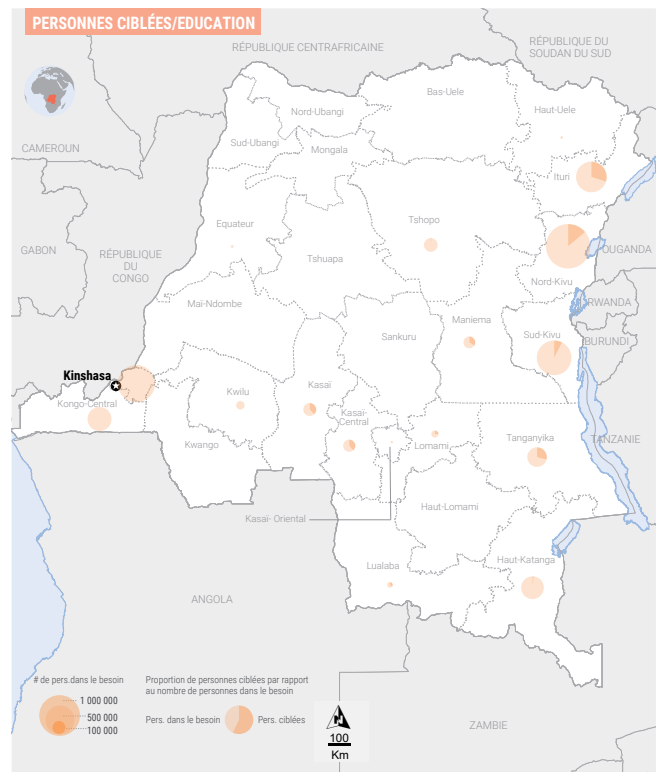 PERSONNES CIBLÉES/EDUCATION
RÉPUBLIQUE CENTRAFRICAINE
RÉPUBLIQUE DU
SOUDAN DU SUD
CAMEROUN
Nord-Ubangi
Bas-Uele
Haut-Uele
Sud-Ubangi
Mongala
Ituri
GABON
RÉPUBLIQUE
DU
CONGO
Equateur
Tshuapa
Tshopo
OUGANDA
Nord-Kivu
Maï-Ndombe
RWANDA
Maniema
Sankuru
Sud-Kivu
BURUNDI
Kinshasa
Kongo-Central
Kwilu
Kasai
Kasaï-
Central
Kwango
Lomami
Tanganyika
TANZANIE
Kasaï- Oriental
Haut-Lomami
Lualaba
Haut-Katanga
ANGOLA
ZAMBIE
# de pers.dans le besoin
1 000 000
500 000
100 000
Proportion de personnes ciblées par rapport
au nombre de personnes dans le besoin
Pers. dans le besoin
Pers. ciblées
N
100
Km